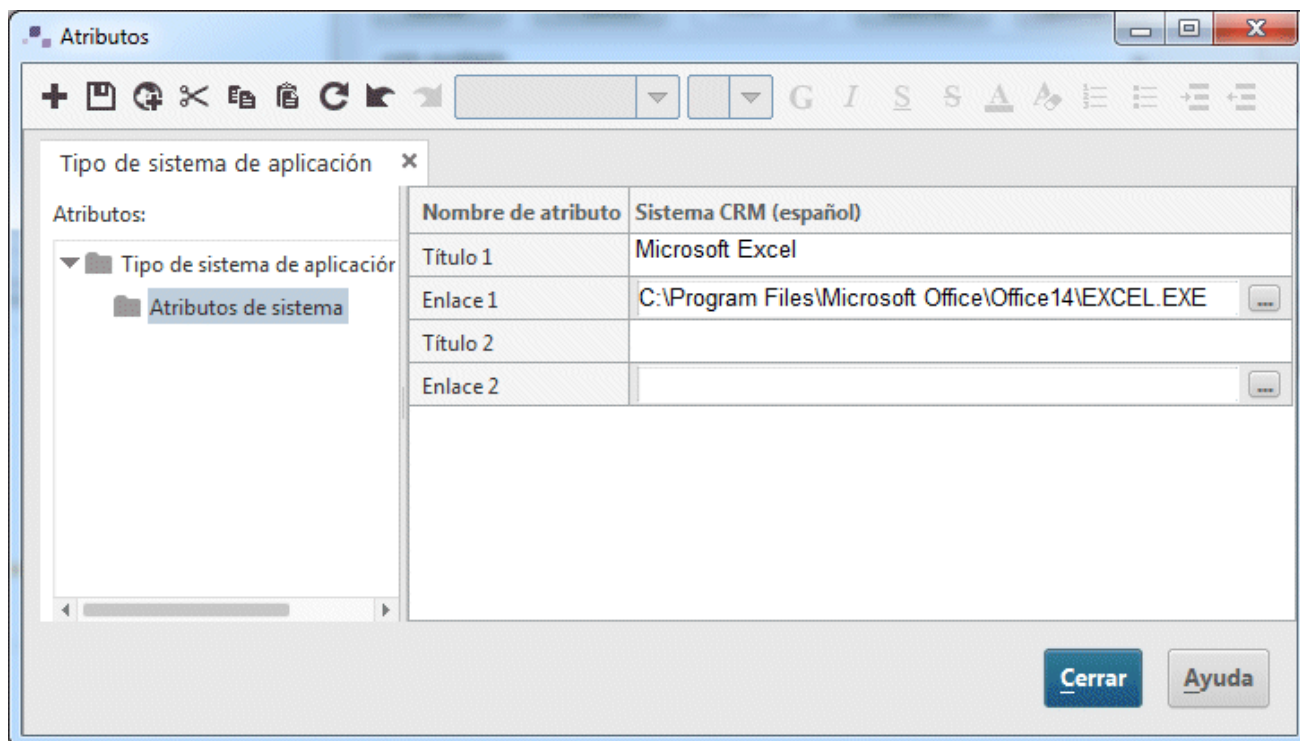 Atributos
G I S S A
Tipo de sistema de aplicación
Atributos:
Tipo de sistema de aplicación
Atributos de sistema
Nombre de atributo Sistema CRM (español)
Título 1 Microsoft Excel
Enlace 1 C:\Program Files\Microsoft Office\Office14\EXCEL.EXE ...
Título 2
Enlace 2 ...
Cerrar Ayuda